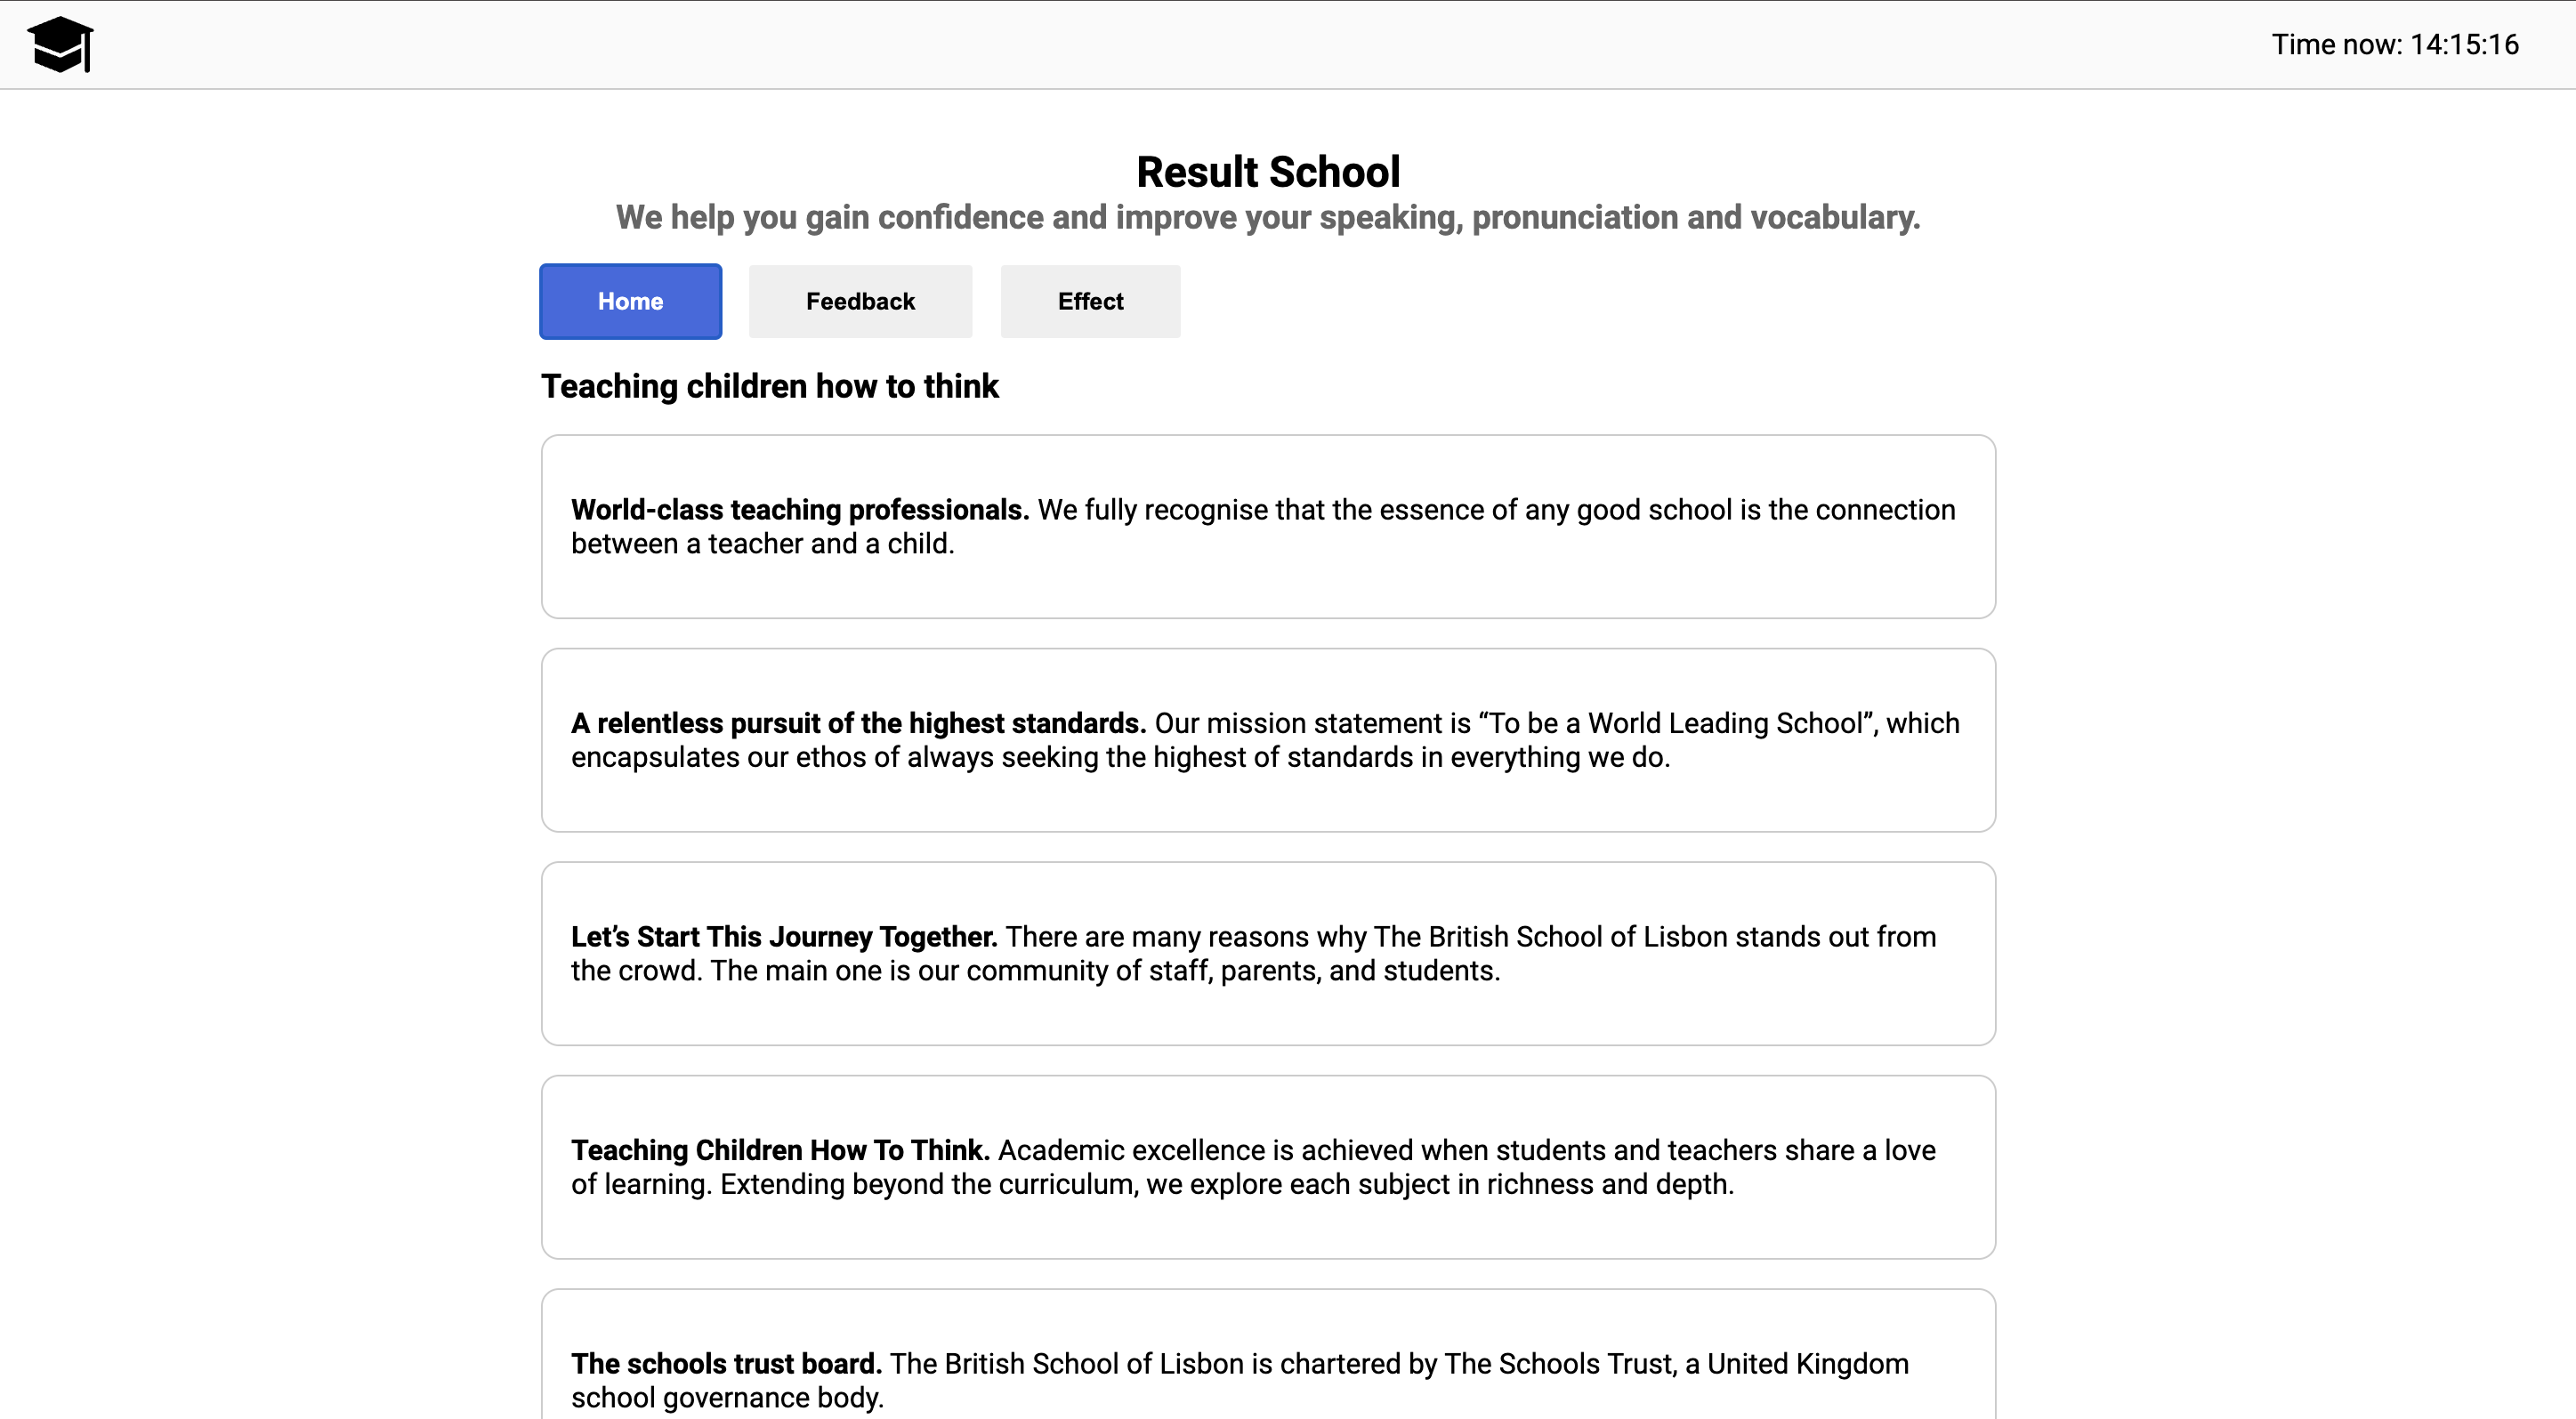 Time now: 14:15:16
Result School
We help you gain confidence and improve your speaking, pronunciation and vocabulary.
Home
Feedback
Effect
Teaching children how to think
World-class teaching professionals. We fully recognise that the essence of any good school is the connection
between a teacher and a child.
A relentless pursuit of the highest standards. Our mission statement is “To be a World Leading School”, which
encapsulates our ethos of always seeking the highest of standards in everything we do.
Let’s Start This Journey Together. There are many reasons why The British School of Lisbon stands out from
the crowd. The main one is our community of staff, parents, and students.
Teaching Children How To Think. Academic excellence is achieved when students and teachers share a love
of learning. Extending beyond the curriculum, we explore each subject in richness and depth.
The schools trust board. The British School of Lisbon is chartered by The Schools Trust, a United Kingdom
school governance body.